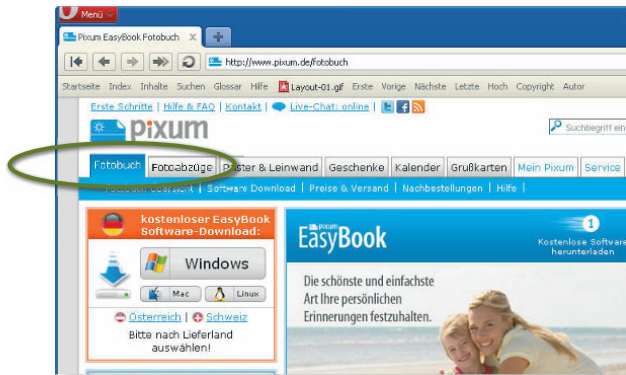 Menü
Pixum EasyBook Fotobuch
http://www.pixum.de/fotobuch
Startseite Index Inhalte Suchen Glossar Hilfe Layout-01.gif Erste Vorige Nächste Letzte Hoch Copyright Autor
Erste Schritte | Hilfe & FAQ | Kontakt | Live-Chat: online |
pixum
Suchbegriff ein
Fotobuch Fotoabzüge Poster & Leinwand Geschenke Kalender Grußkarten Mein Pixum Service
Fotobuch Übersicht | Software Download | Preise & Versand | Nachbestellungen | Hilfe |
kostenloser EasyBook
Software-Download:
Windows
Mac Linux
Österreich | Schweiz
Bitte nach Lieferland
auswählen!
pixum
EasyBook
1
Kostenlose Software
herunterladen
Die schönste und einfachste
Art Ihre persönlichen
Erinnerungen festzuhalten.